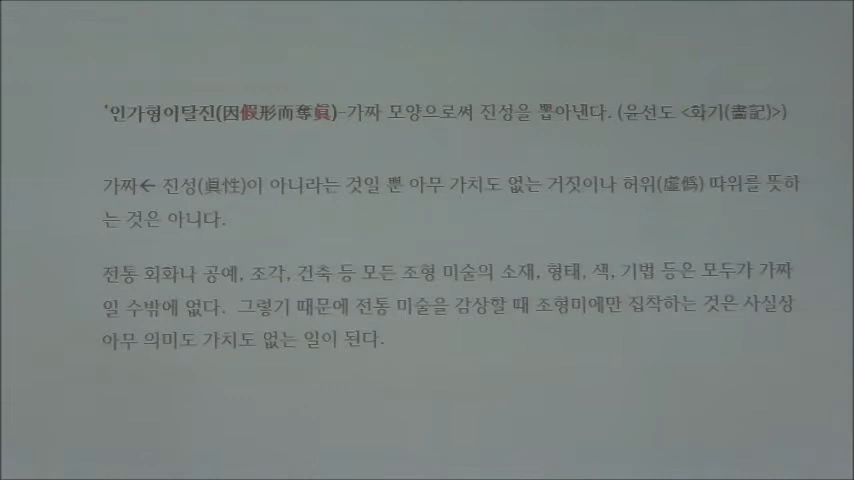 ‘인가형이탈진(因假形而奪眞)-가짜 모양으로써 진성을 뽑아낸다. (윤선도 <화기(畵記)>)
가짜← 진성(眞性)이 아니라는 것일 뿐 아무 가치도 없는 거짓이나 허위(虛僞) 따위를 뜻하
는 것은 아니다.
전통 회화나 공예, 조각, 건축 등 모든 조형 미술의 소재, 형태, 색, 기법 등은 모두가 가짜
일 수밖에 없다. 그렇기 때문에 전통 미술을 감상할 때 조형미에만 집착하는 것은 사실상
아무 의미도 가치도 없는 일이 된다.